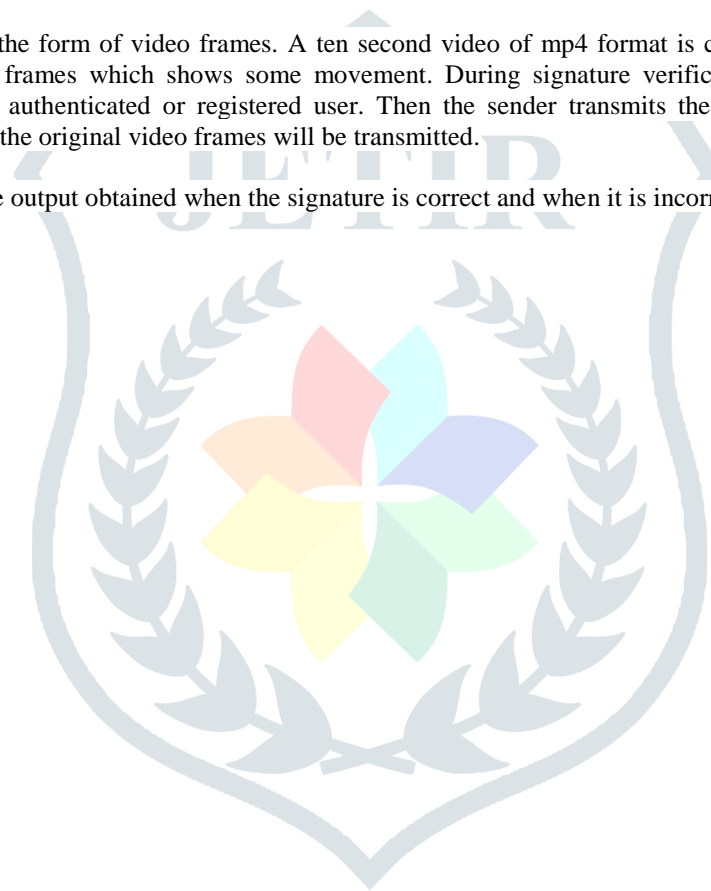 the form of video frames. A ten second video of mp4 format is
frames which shows some movement. During signature
authenticated or registered user. Then the sender transmits the
the original video frames will be transmitted.
output obtained when the signature is correct and when it is
JETIR